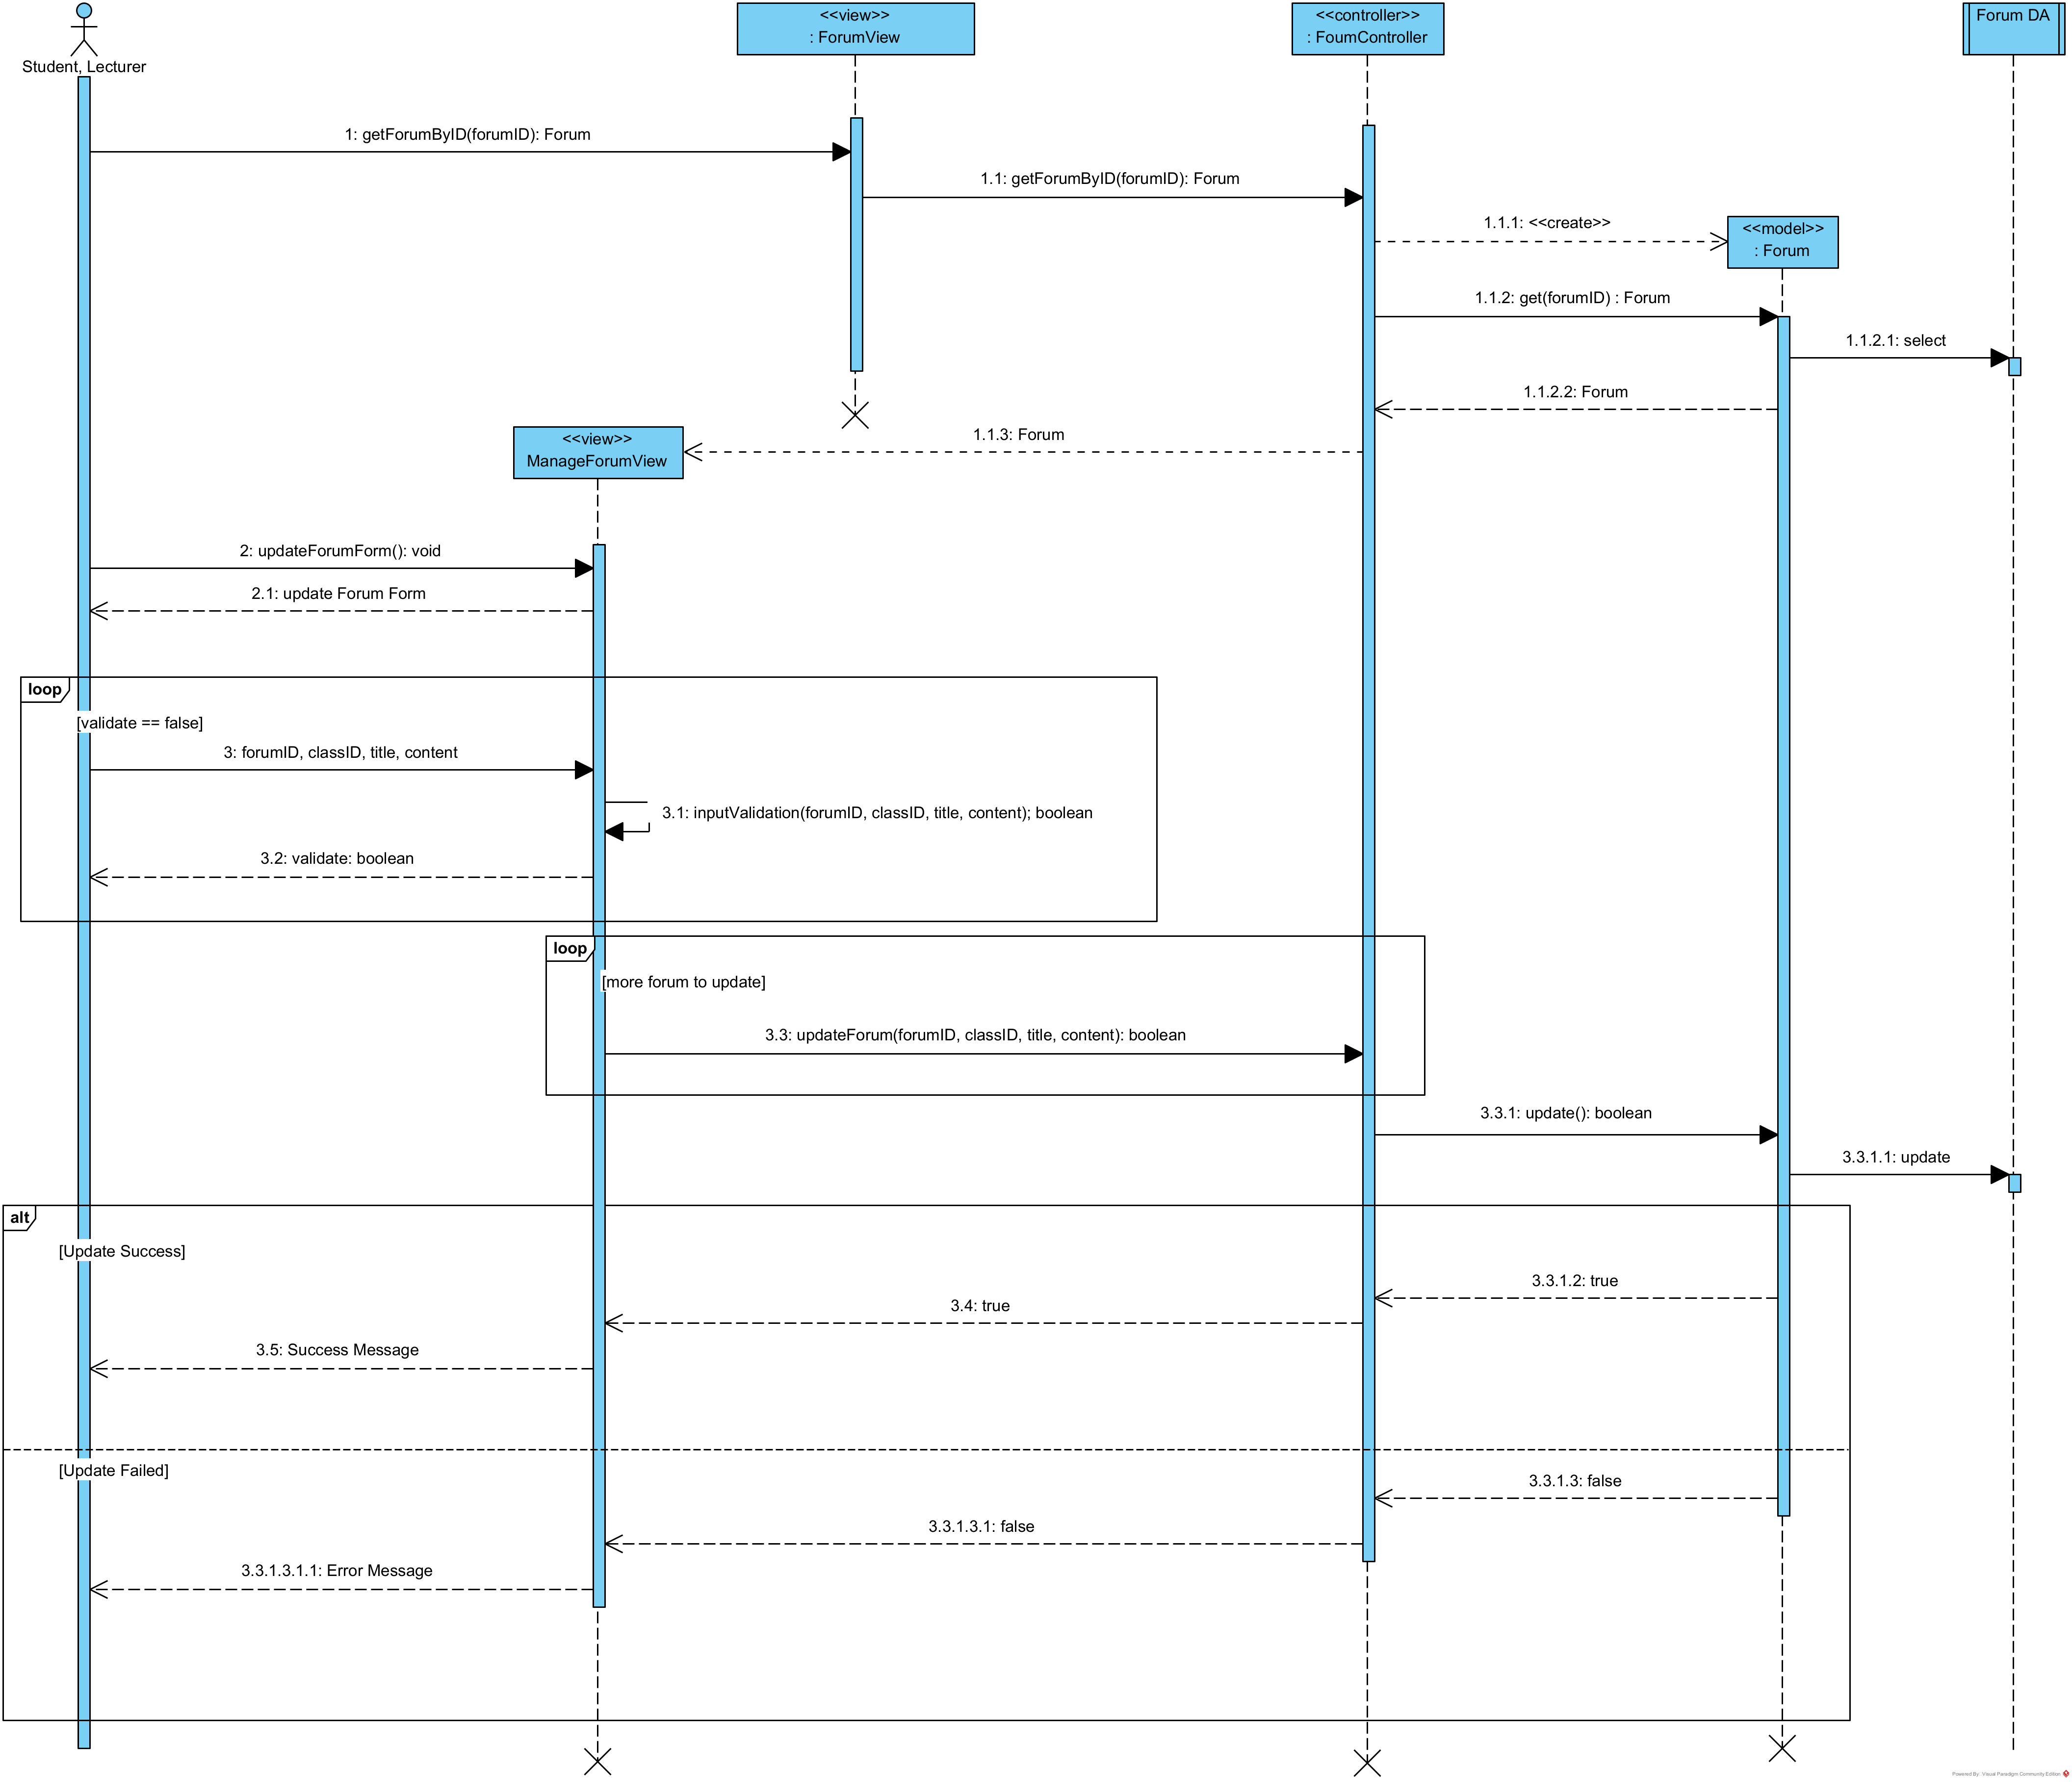 Student, Lecturer
<<view>>
: ForumView
<<controller>>
: FoumController
Forum DA
1: getForumByID(forumID): Forum
1.1: getForumByID(forumID): Forum
1.1.1: <<create>>
<<model>>
: Forum
1.1.2: get(forumID) : Forum
1.1.2.1: select
1.1.2.2: Forum
1.1.3: Forum
<<view>>
ManageForumView
2: updateForumForm(): void
2.1: update Forum Form
loop
[validate == false]
3: forumID, classID, title, content
3.1: inputValidation(forumID, classID, title, content); boolean
3.2: validate: boolean
loop
[more forum to update]
3.3: updateForum(forumID, classID, title, content): boolean
3.3.1: update(): boolean
3.3.1.1: update
alt
[Update Success]
3.3.1.2: true
3.4: true
3.5: Success Message
[Update Failed]
3.3.1.3: false
3.3.1.3.1: false
3.3.1.3.1.1: Error Message
Powered By: Visual Paradigm Community Edition